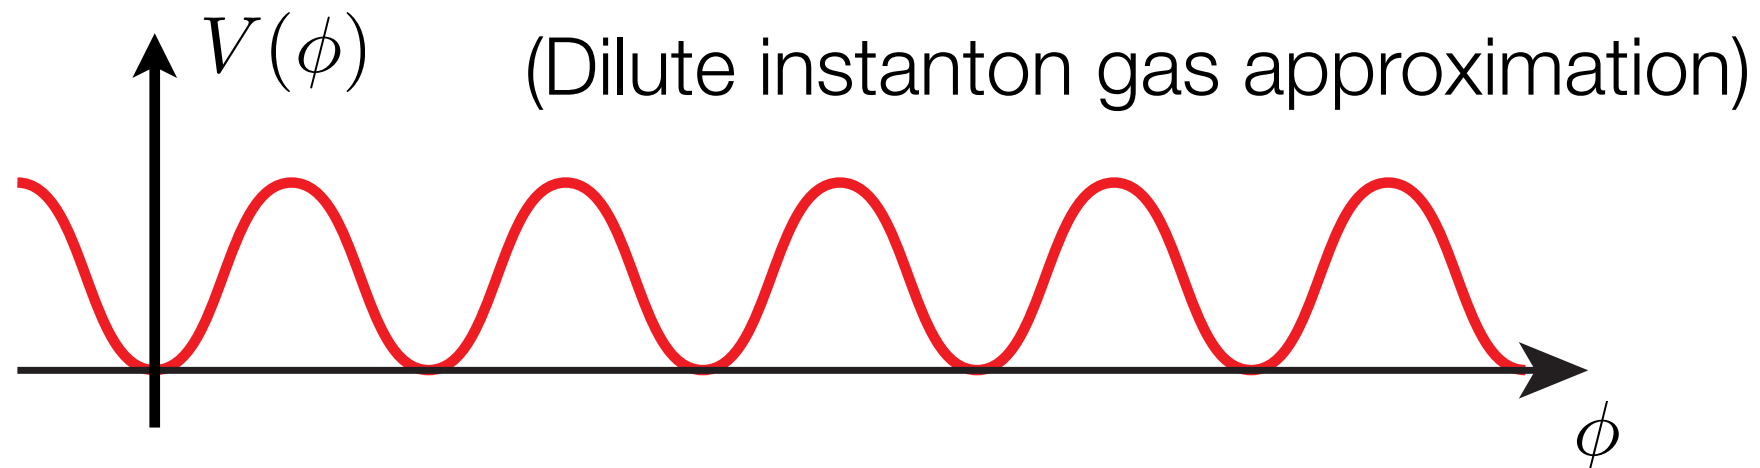 V(ϕ) (Dilute instanton gas approximation)
ϕ